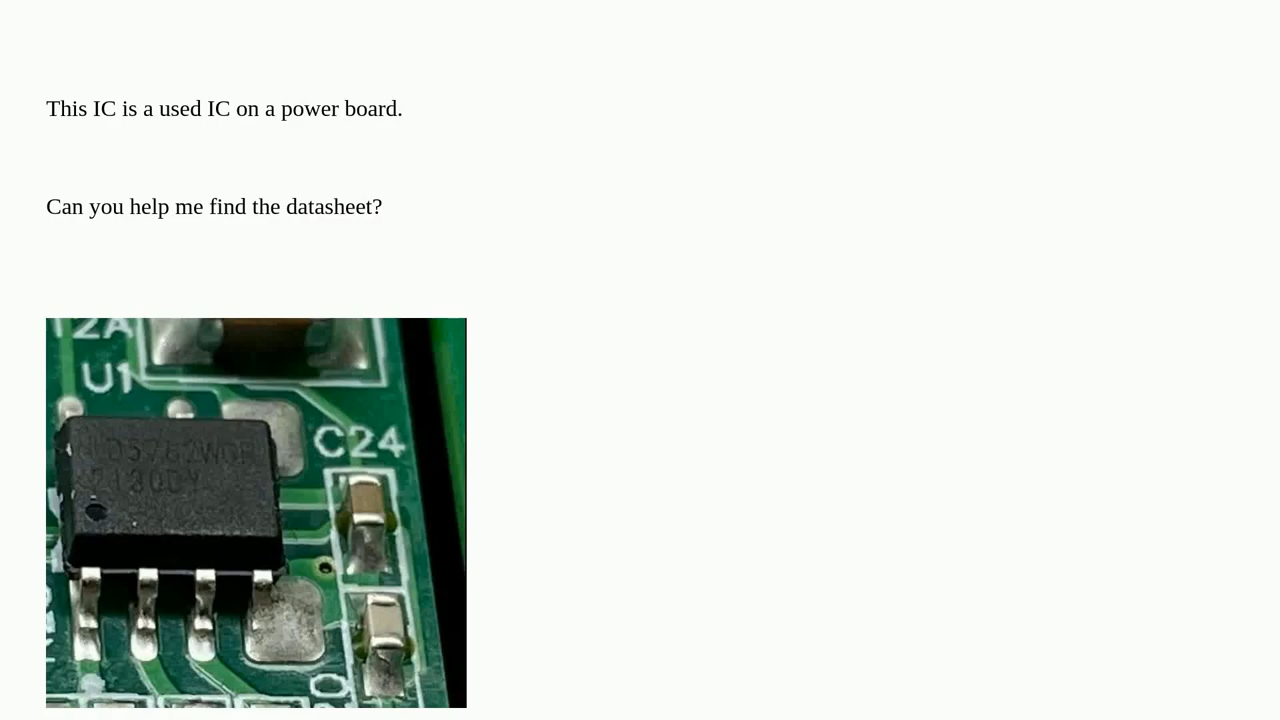 This IC is a used IC on a power board.
Can you help me find the datasheet?
U1
C24